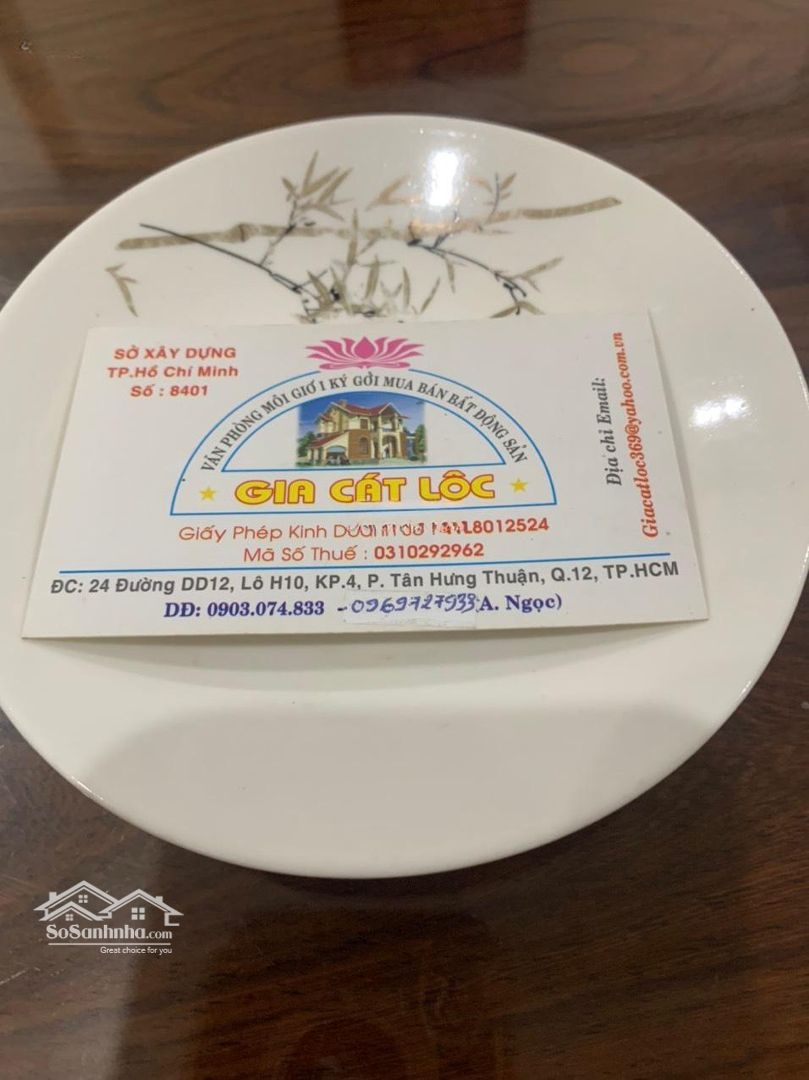 SỞ XÂY DỰNG
TP.Hồ Chí Minh
Số : 8401
VĂN PHÒNG MÔI GIỚI KÝ GỞI MUA BÁN BẤT ĐỘNG SẢN
GIA CÁT LÔC
Giấy Phép Kinh 8012524
Mã Số Thuế : 0310292962
ĐC: 24 Đường DD12, Lô H10, KP.4, P. Tân Hưng Thuận, Q.12, TP.HCM
DĐ: 0903.074.833 - 0969727933 (A. Ngọc)
Địa chỉ Email:
Giacatloc369@yahoo.com.vn
SoSanhnha.com
Great choice for you